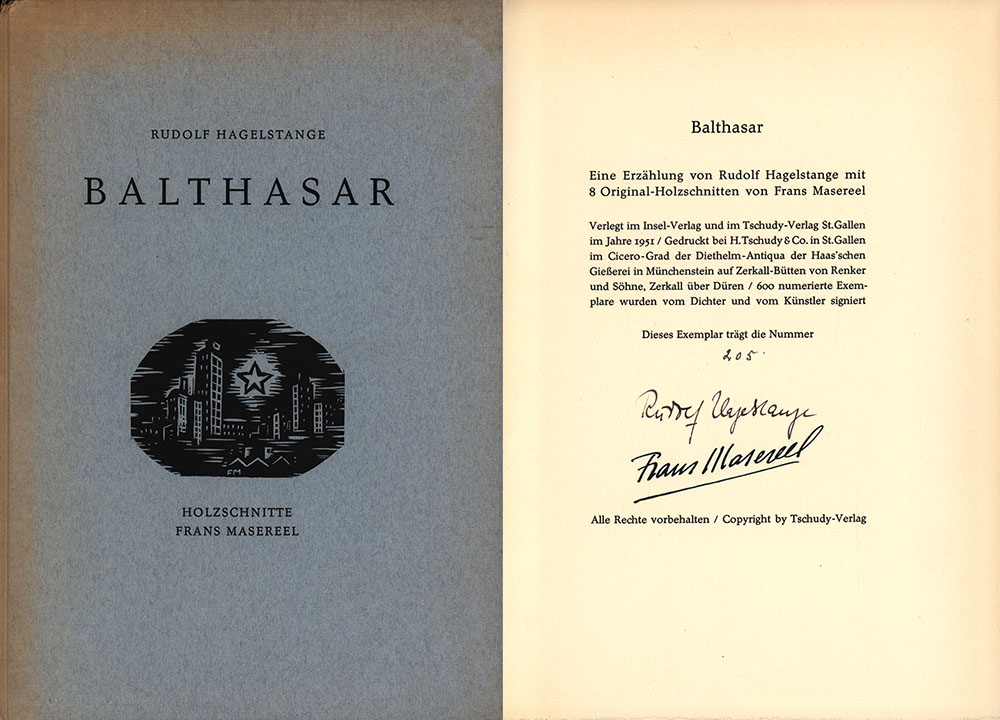 RUDOLF HAGELSTANGE
BALTHASAR
FM
HOLZSCHNITTE
FRANS MASEREEL
Balthasar
Eine Erzählung von Rudolf Hagelstange mit
8 Original-Holzschnitten von Frans Masereel
Verlegt im Insel-Verlag und im Tschudy-Verlag St.Gallen
im Jahre 1951 / Gedruckt bei H.Tschudy & Co. in St.Gallen
im Cicero-Grad der Diethelm-Antiqua der Haas'schen
Gießerei in Münchenstein auf Zerkall-Bütten von Renker
und Söhne, Zerkall über Düren / 600 numerierte Exem-
plare wurden vom Dichter und vom Künstler signiert
Dieses Exemplar trägt die Nummer
205.
Rudolf Hagelstange
Frans Masereel
Alle Rechte vorbehalten / Copyright by Tschudy-Verlag